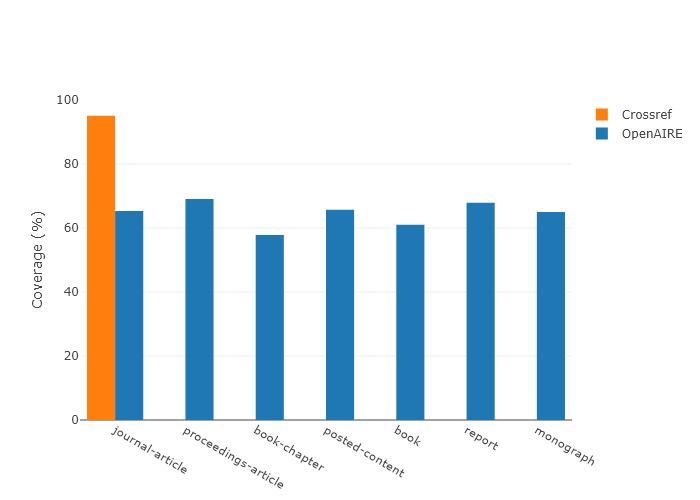 100
80
60
40
20
0
Coverage (%)
journal-article
proceedings-article
book-chapter
posted-content
book
report
monograph
Crossref
OpenAIRE